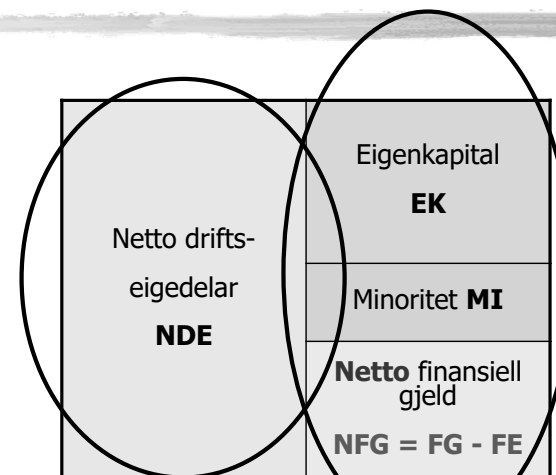 Netto drifts-
eigedelar
NDE
Eigenkapital
EK
Minoritet MI
Netto finansiell
gjeld
NFG = FG - FE